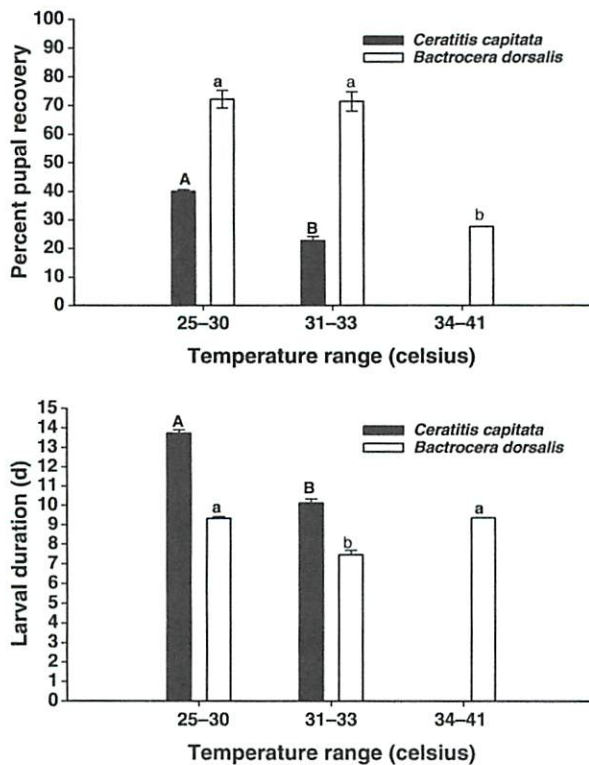 100
90
80
70
60
50
40
30
20
10
0
Percent pupal recovery
Ceratitis capitata
Bactrocera dorsalis
A
a
B
a
b
25–30
31–33
34–41
Temperature range (celsius)
15
14
13
12
11
10
9
8
7
6
5
4
3
2
1
0
Larval duration (d)
Ceratitis capitata
Bactrocera dorsalis
A
a
B
b
a
25–30
31–33
34–41
Temperature range (celsius)